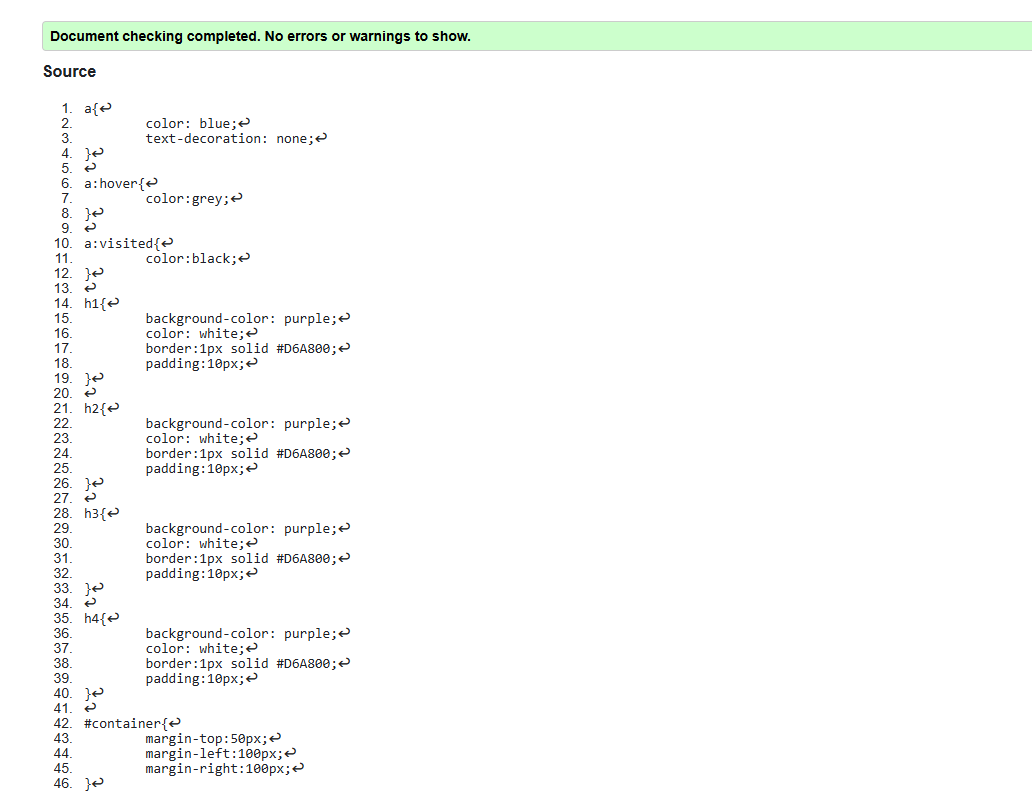 Document checking completed. No errors or warnings to show.
Source
1. a{↩
2. color: blue;↩
3. text-decoration: none;↩
4. }↩
5. ↩
6. a:hover{↩
7. color:grey;↩
8. }↩
9. ↩
10. a:visited{↩
11. color:black;↩
12. }↩
13. ↩
14. h1{↩
15. background-color: purple;↩
16. color: white;↩
17. border:1px solid #D6A800;↩
18. padding:10px;↩
19. }↩
20. ↩
21. h2{↩
22. background-color: purple;↩
23. color: white;↩
24. border:1px solid #D6A800;↩
25. padding:10px;↩
26. }↩
27. ↩
28. h3{↩
29. background-color: purple;↩
30. color: white;↩
31. border:1px solid #D6A800;↩
32. padding:10px;↩
33. }↩
34. ↩
35. h4{↩
36. background-color: purple;↩
37. color: white;↩
38. border:1px solid #D6A800;↩
39. padding:10px;↩
40. }↩
41. ↩
42. #container{↩
43. margin-top:50px;↩
44. margin-left:100px;↩
45. margin-right:100px;↩
46. }↩